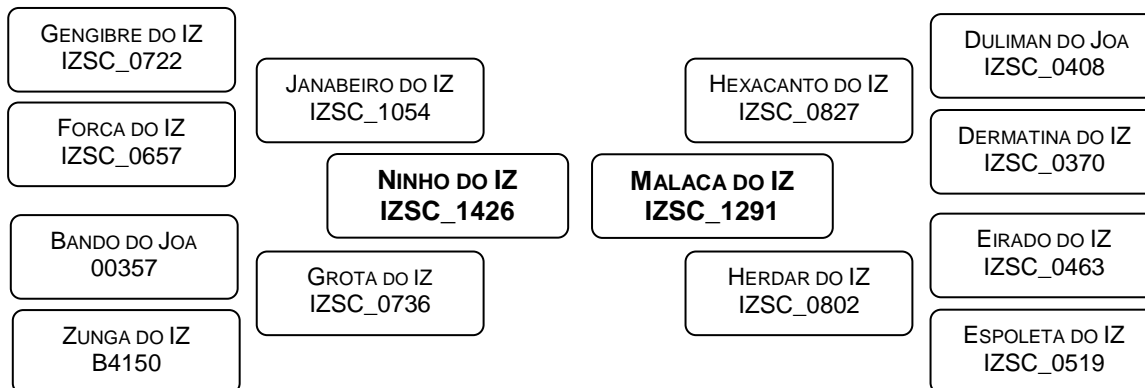 GENGIBRE DO IZ
IZSC_0722
FORCA DO IZ
IZSC_0657
BANDO DO JOA
00357
ZUNGA DO IZ
B4150
JANABEIRO DO IZ
IZSC_1054
GROTA DO IZ
IZSC_0736
NINHO DO IZ
IZSC_1426
MALACA DO IZ
IZSC_1291
HEXACANTO DO IZ
IZSC_0827
HERDAR DO IZ
IZSC_0802
DULIMAN DO JOA
IZSC_0408
DERMATINA DO IZ
IZSC_0370
EIRADO DO IZ
IZSC_0463
ESPOLETA DO IZ
IZSC_0519